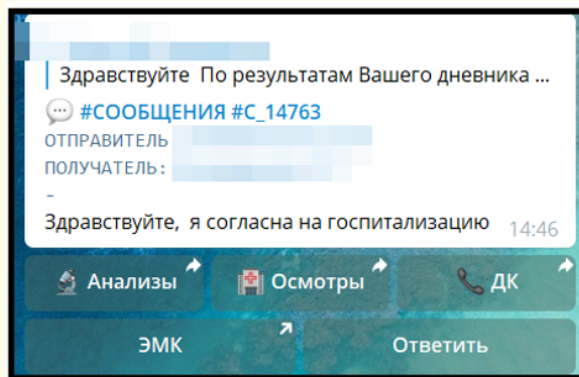 Здравствуйте По результатам Вашего дневника ...
#СООБЩЕНИЯ #С_14763
ОТПРАВИТЕЛЬ
ПОЛУЧАТЕЛЬ:
-
Здравствуйте, я согласна на госпитализацию 14:46
Анализы Осмотры ДК
ЭМК Ответить